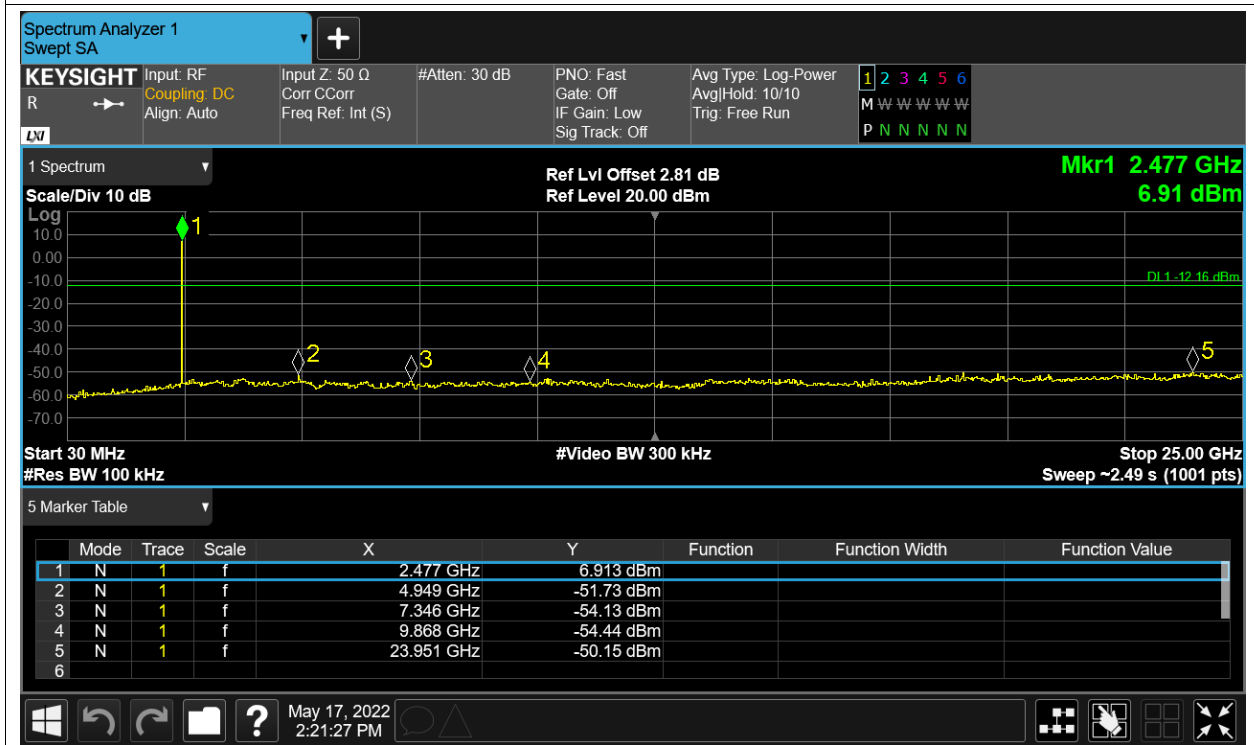 Spectrum Analyzer 1
Swept SA
KEYSIGHT Input: RF Input Z: 50 Ω #Atten: 30 dB PNO: Fast Avg Type: Log-Power 1 2 3 4 5 6
R Coupling: DC Corr CCorr Gate: Off Avg|Hold: 10/10 M W W W W W W
Align: Auto Freq Ref: Int (S) IF Gain: Low Trig: Free Run
LXI Sig Track: Off P N N N N N
1 Spectrum Ref Lvl Offset 2.81 dB Mkr1 2.477 GHz
Scale/Div 10 dB Ref Level 20.00 dBm 6.91 dBm
Log
1
10.0
0.00
-10.0 DL1 -12.16 dBm
-20.0
-30.0
-40.0 2 3 4 5
-50.0
-60.0
-70.0
Start 30 MHz #Video BW 300 kHz Stop 25.00 GHz
#Res BW 100 kHz Sweep ~2.49 s (1001 pts)
5 Marker Table
Mode Trace Scale X Y Function Function Width Function Value
1 N 1 f 2.477 GHz 6.913 dBm
2 N 1 f 4.949 GHz -51.73 dBm
3 N 1 f 7.346 GHz -54.13 dBm
4 N 1 f 9.868 GHz -54.44 dBm
5 N 1 f 23.951 GHz -50.15 dBm
6
? May 17, 2022
2:21:27 PM